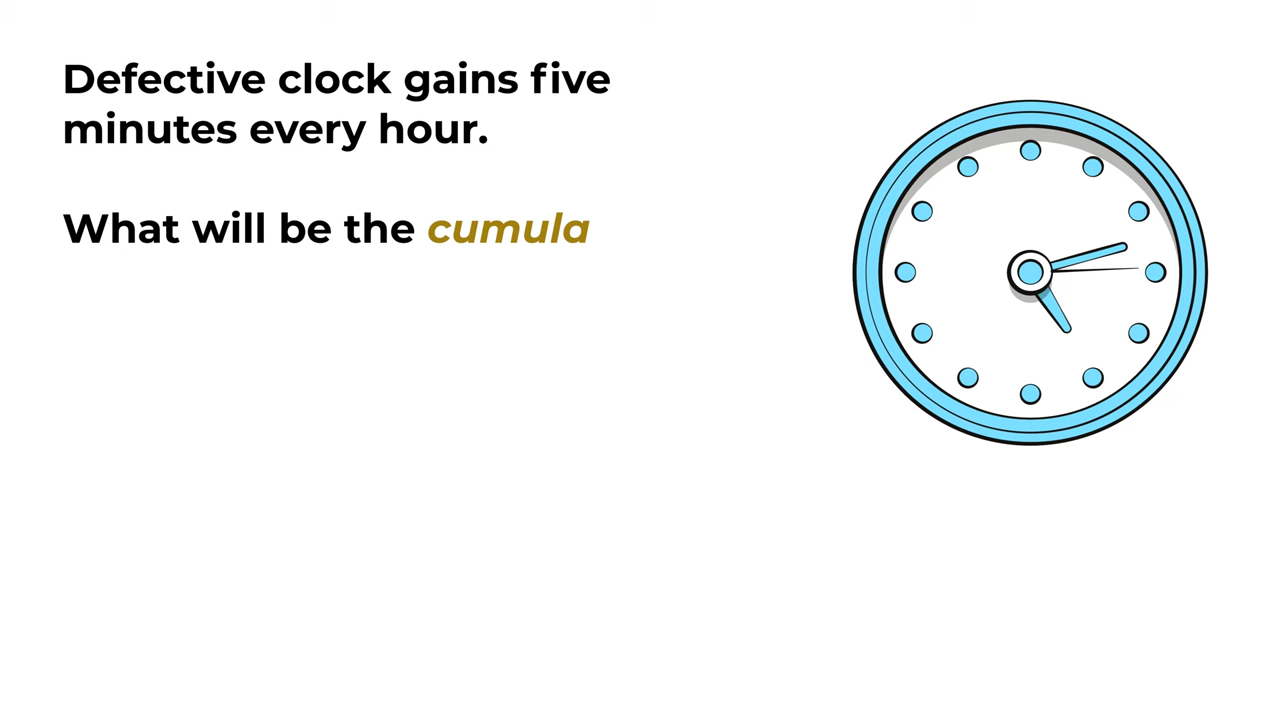 Defective clock gains five
minutes every hour.
What will be the cumula